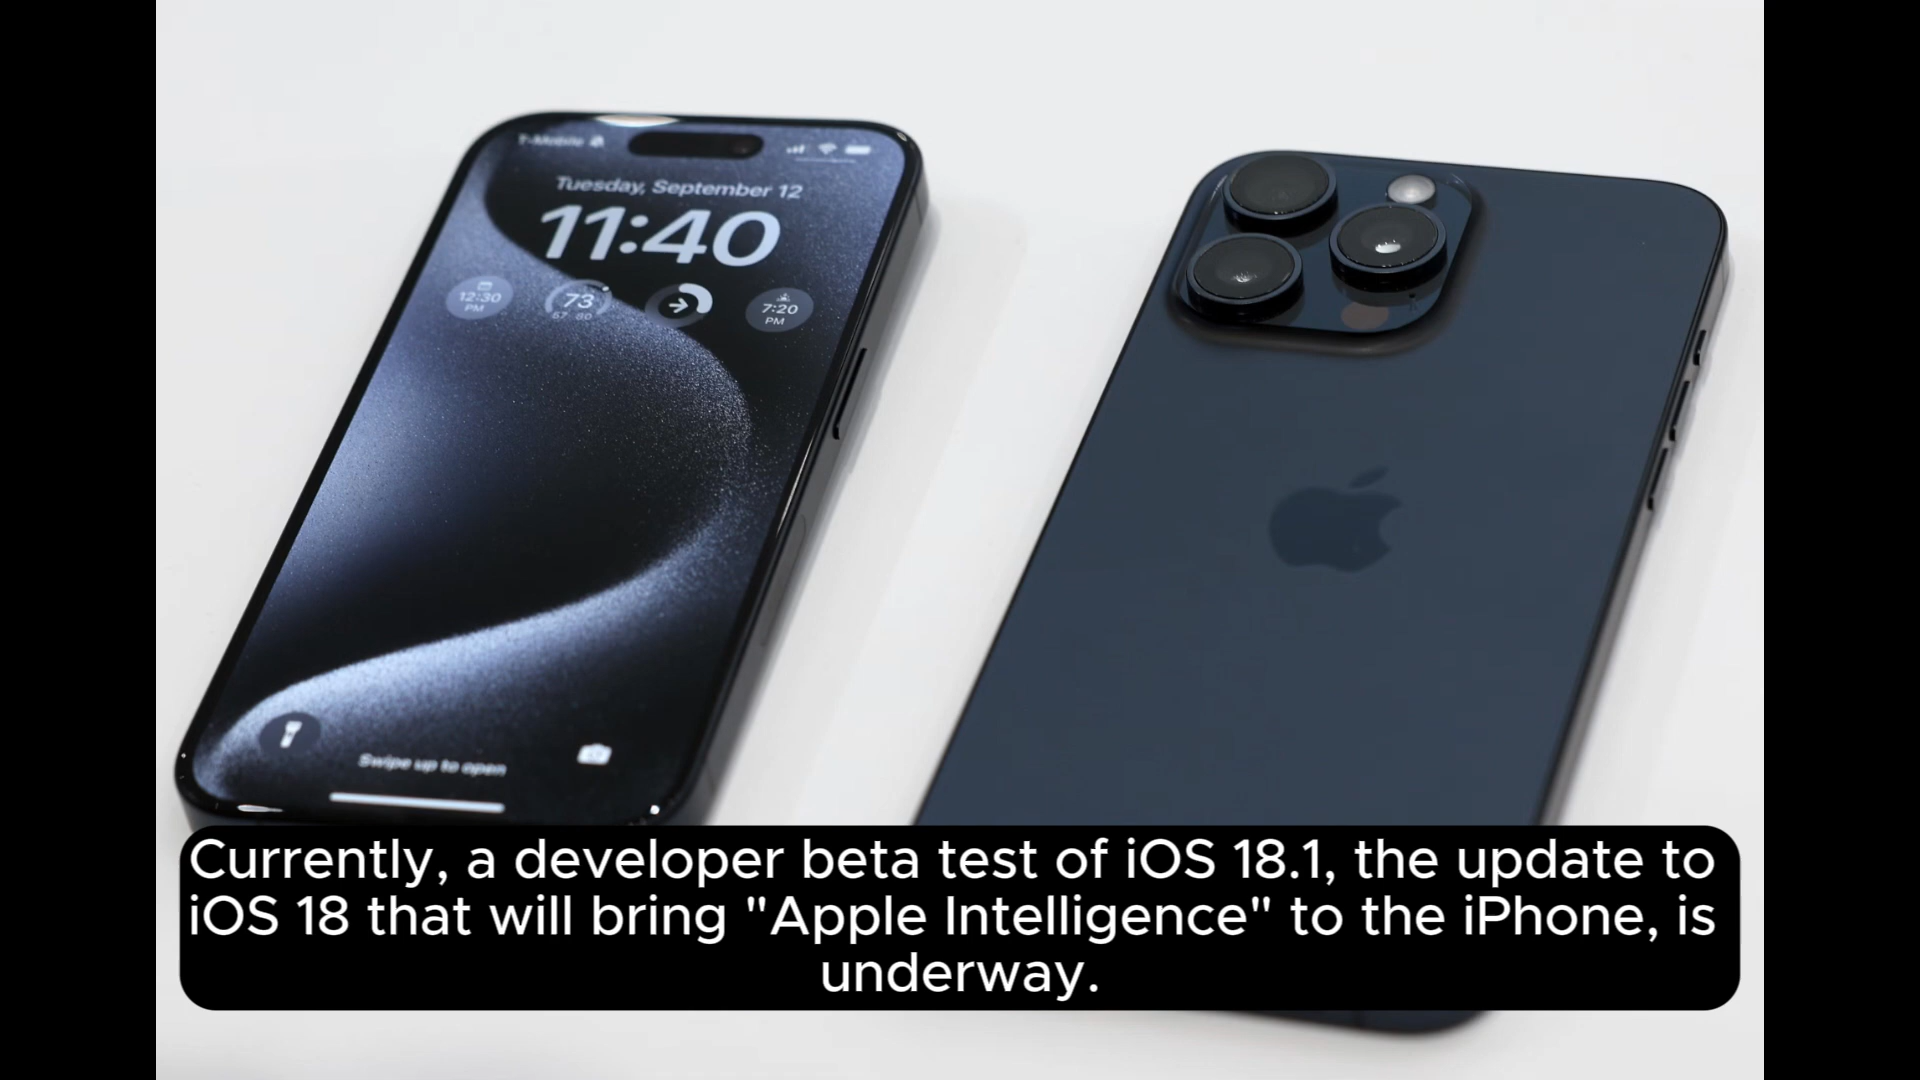 T-Mobile
Tuesday, September 12
11:40
12:30
PM
73
57 80
7:20
PM
Swipe up to open
Currently, a developer beta test of iOS 18.1, the update to
iOS 18 that will bring "Apple Intelligence" to the iPhone, is
underway.